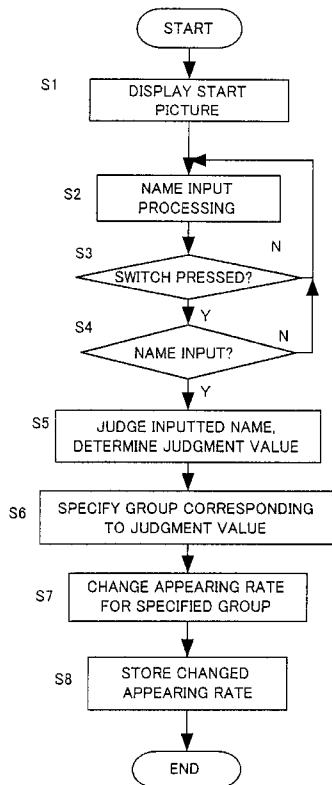 START
S1
DISPLAY START
PICTURE
S2
NAME INPUT
PROCESSING
N
S3
SWITCH PRESSED?
Y
S4
N
NAME INPUT?
Y
S5
JUDGE INPUTTED NAME,
DETERMINE JUDGMENT VALUE
S6
SPECIFY GROUP CORRESPONDING
TO JUDGMENT VALUE
S7
CHANGE APPEARING RATE
FOR SPECIFIED GROUP
S8
STORE CHANGED
APPEARING RATE
END